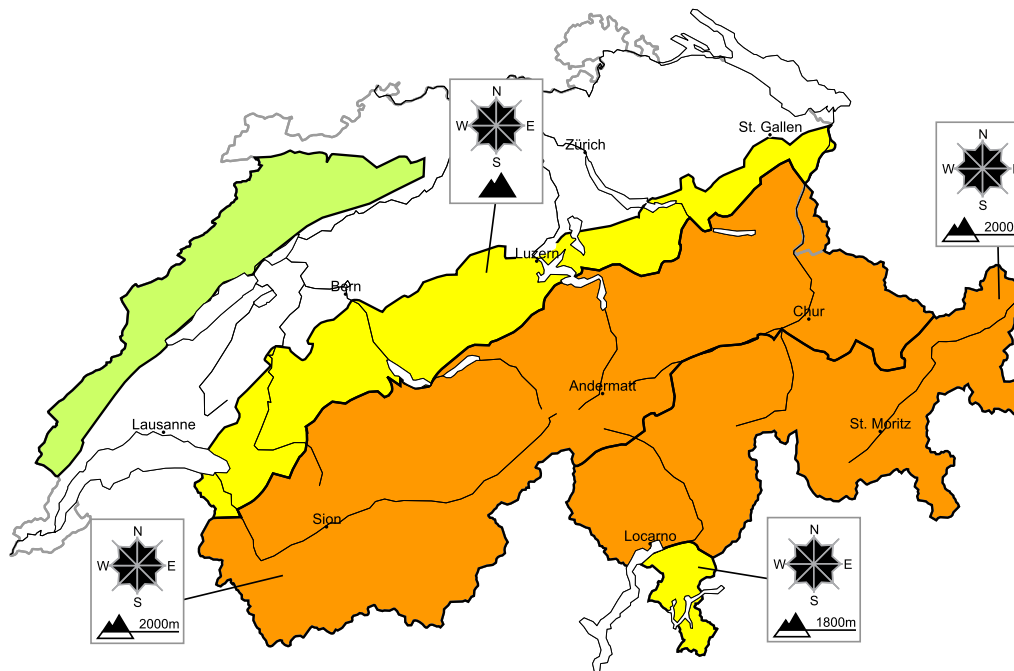 N
W E
S
St. Gallen
Zürich
N
W
S
2000
Luzern
Bern
Chur
Andermatt
Lausanne
St. Moritz
Sion
Locarno
N
W E
S
2000m
N
W E
S
1800m